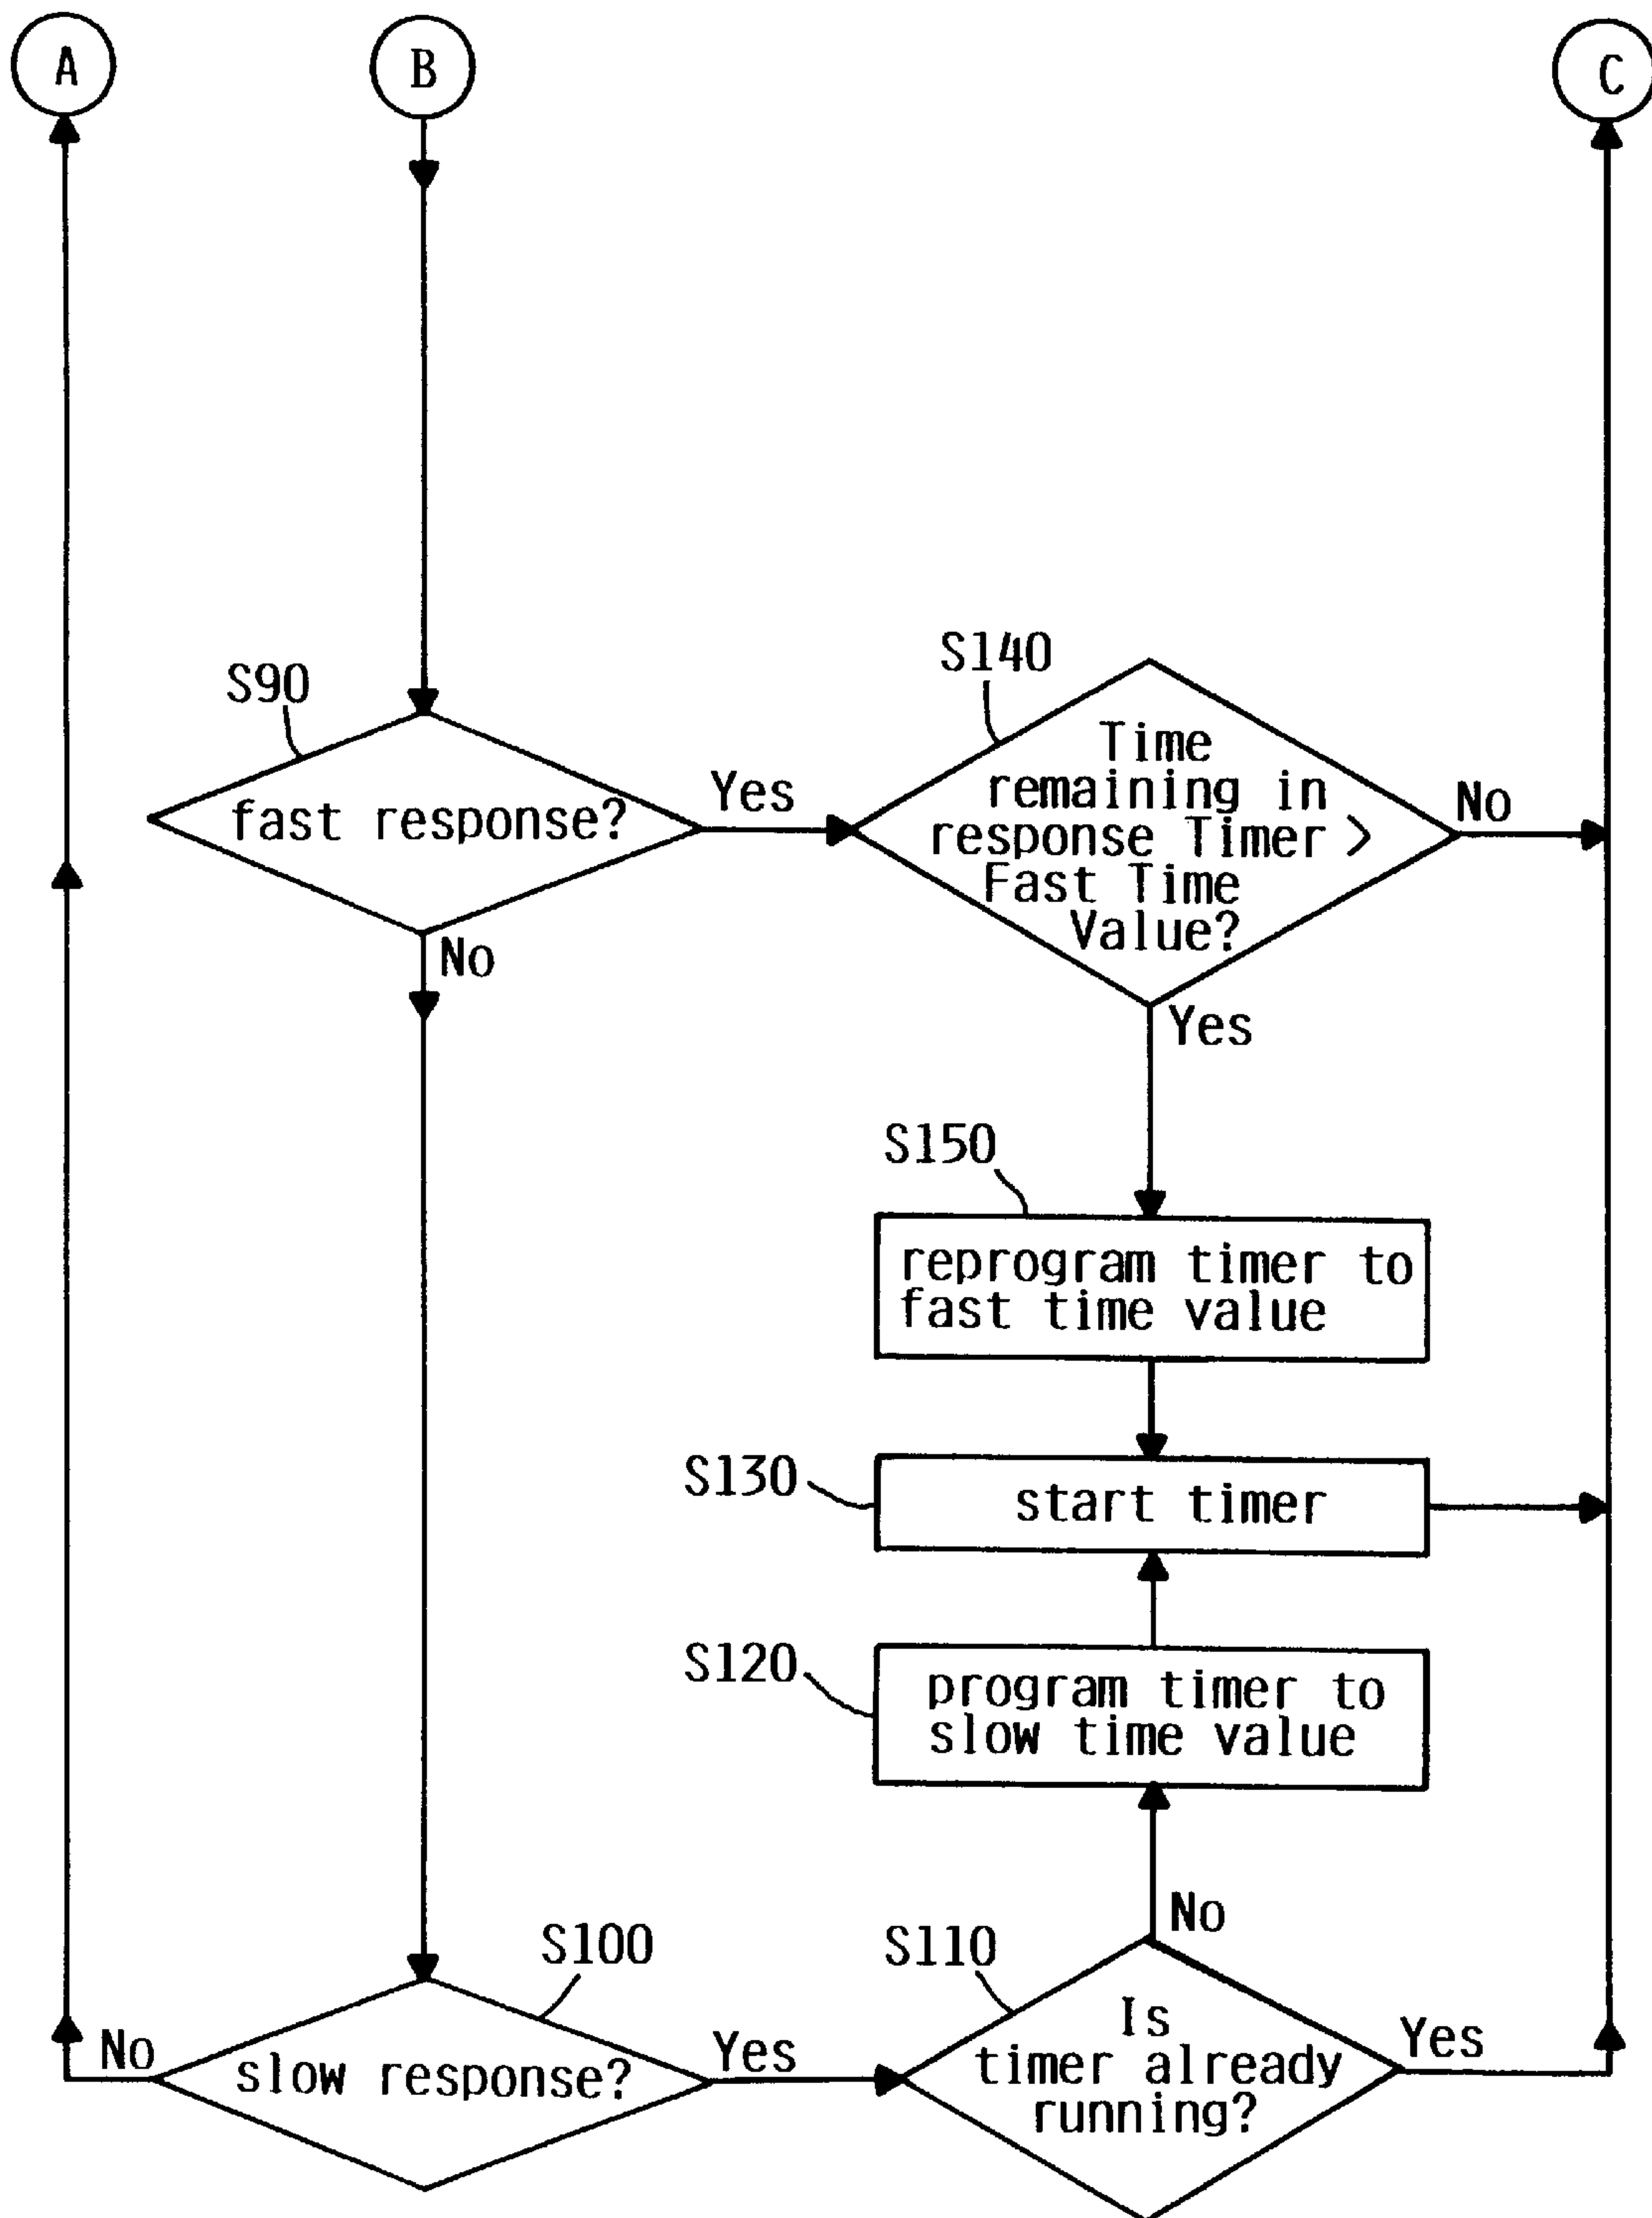 A
B
C
S90
fast response?
Yes
No
S140
Time
remaining in
response Timer >
Fast Time
Value?
No
Yes
S150
reprogram timer to
fast time value
S130
start timer
S120
program timer to
slow time value
No
S100
slow response?
No
Yes
S110
Is
timer already
running?
Yes